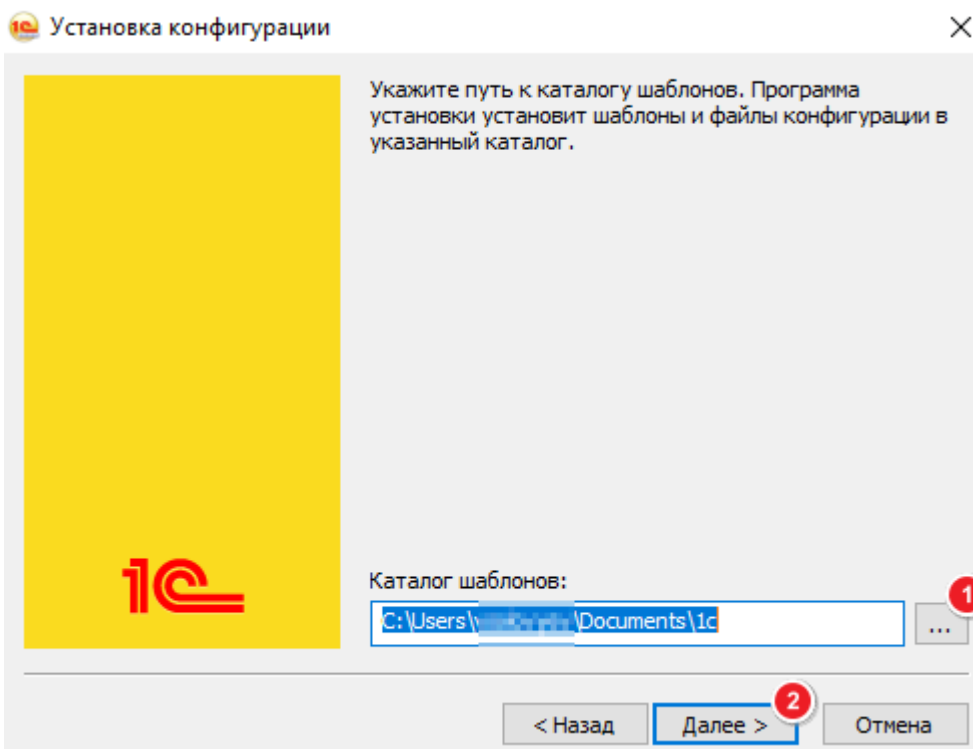 1С Установка конфигурации
Укажите путь к каталогу шаблонов. Программа
установки установит шаблоны и файлы конфигурации в
указанный каталог.
1С
Каталог шаблонов:
C:\Users\ \Documents\1c
...
1
2
< Назад
Далее >
Отмена